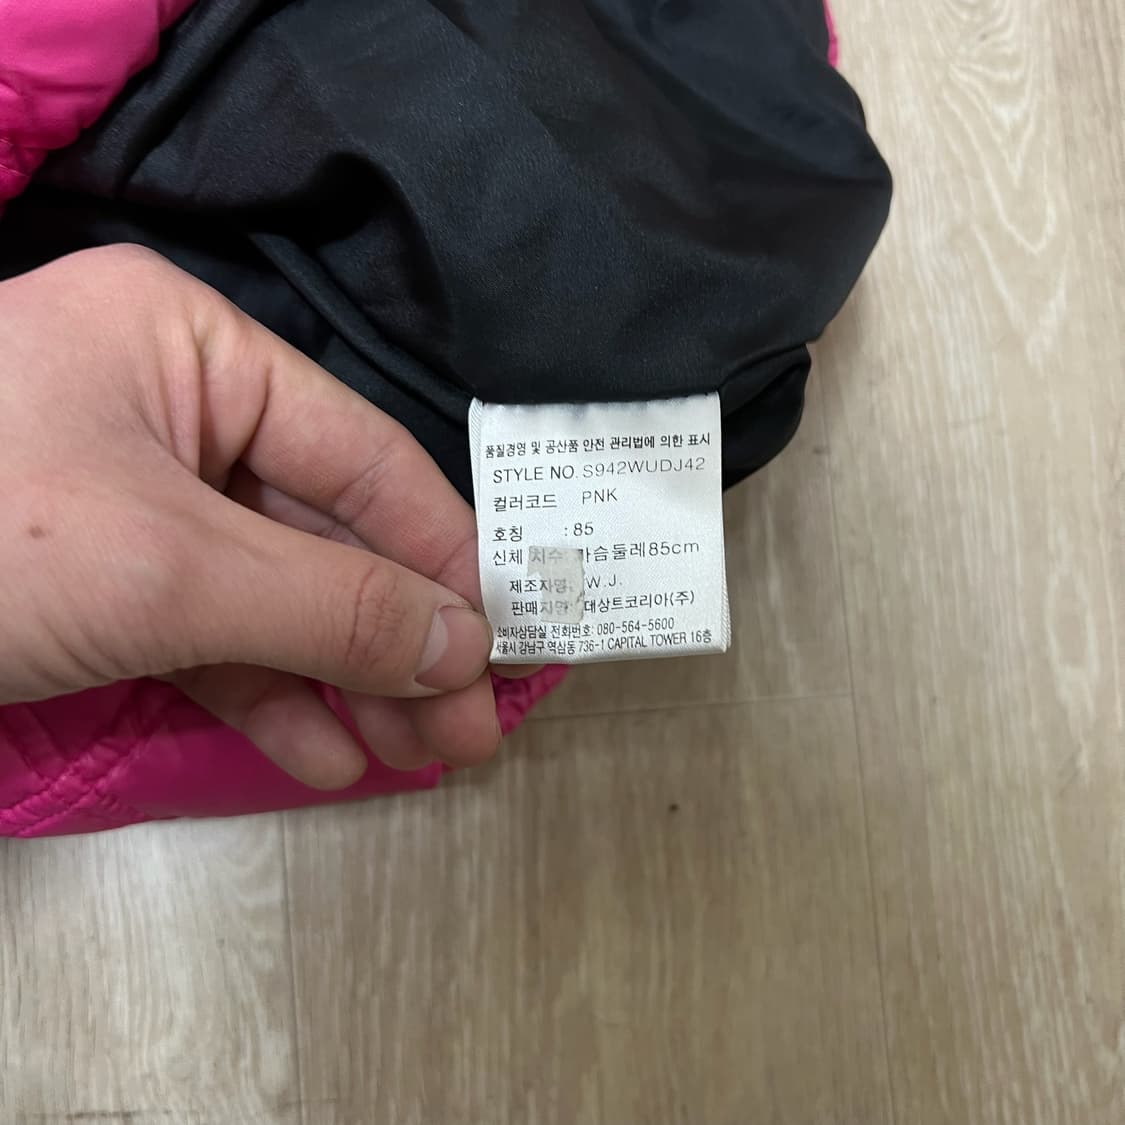 품질경영 및 공산품 안전 관리법에 의한 표시
STYLE NO. S942WUDJ42
컬러코드 PNK
호칭 : 85
신체 치수: 가슴둘레85cm
제조자명: W.J.
판매자명: 대상트코리아(주)
소비자상담실 전화번호: 080-564-5600
서울시 강남구 역삼동 736-1 CAPITAL TOWER 16층